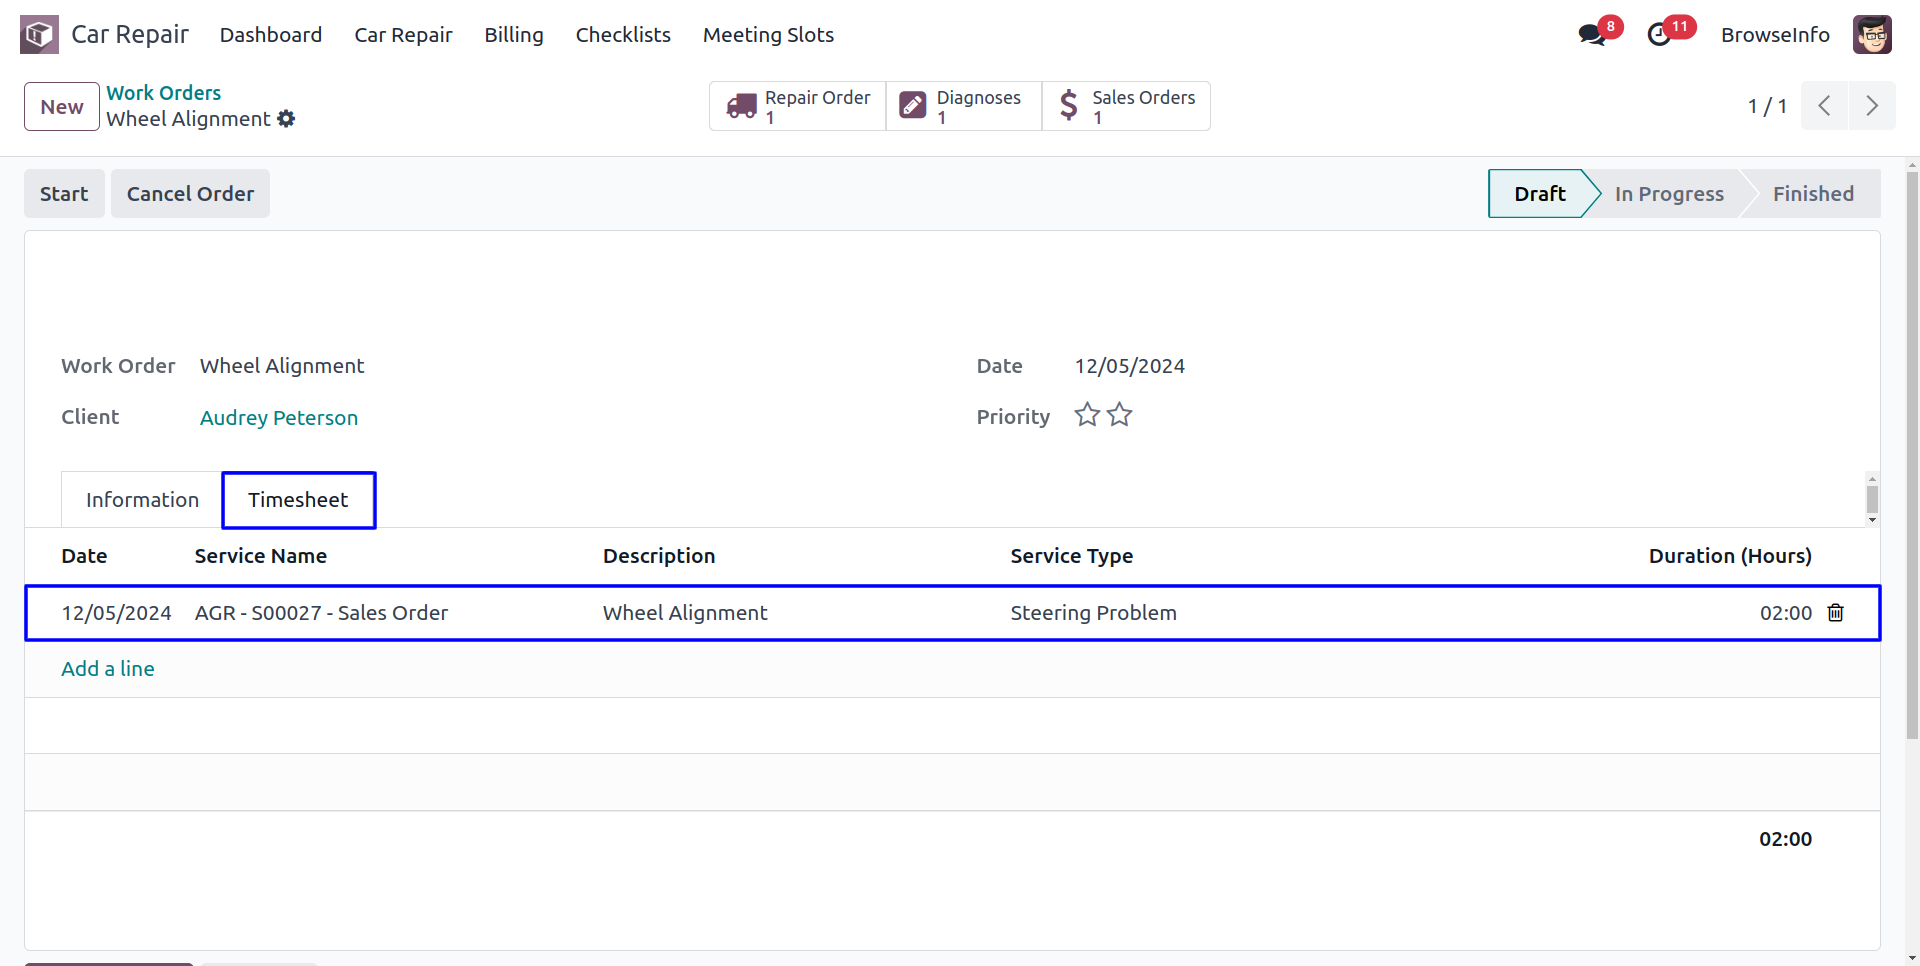 Car Repair Dashboard Car Repair Billing Checklists Meeting Slots 8 11 BrowseInfo
New
Work Orders
Wheel Alignment
Repair Order
1
Diagnoses
1
Sales Orders
1
1 / 1
Start Cancel Order Draft In Progress Finished
Work Order Wheel Alignment Date 12/05/2024
Client Audrey Peterson Priority
Information Timesheet
Date Service Name Description Service Type Duration (Hours)
12/05/2024 AGR - S00027 - Sales Order Wheel Alignment Steering Problem 02:00
Add a line
02:00